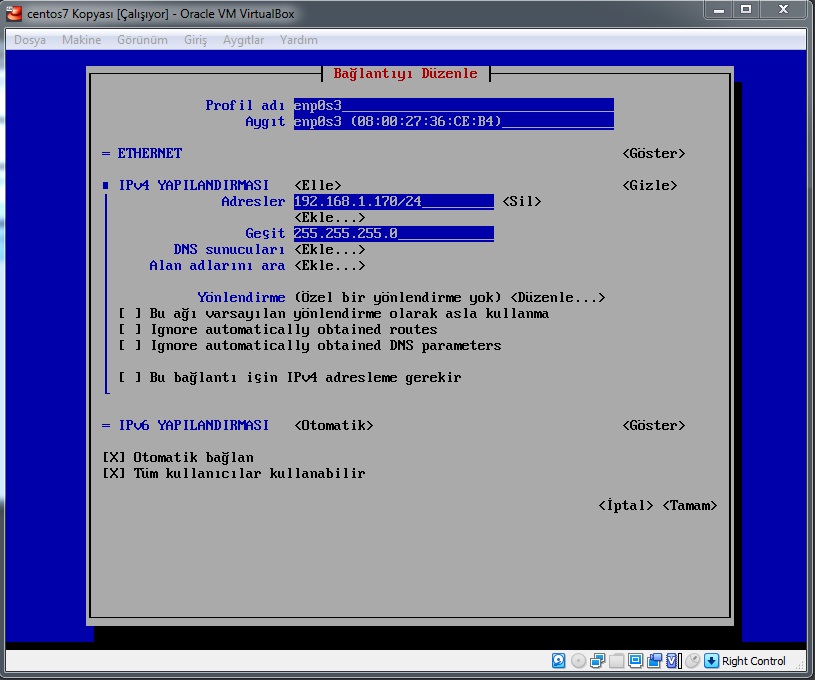 centos7 Kopyası [Çalışıyor] - Oracle VM VirtualBox
Dosya Makine Görünüm Giriş Aygıtlar Yardım
Bağlantıyı Düzenle
Profil adı enp0s3
Aygıt enp0s3 (08:00:27:36:CE:B4)
= ETHERNET <Göster>
IPv4 YAPILANDIRMASI <Elle> <Gizle>
Adresler 192.168.1.170/24 <Sil>
<Ekle...>
Geçit 255.255.255.0
DNS sunucuları <Ekle...>
Alan adlarını ara <Ekle...>
Yönlendirme (Özel bir yönlendirme yok) <Düzenle...>
[ ] Bu ağı varsayılan yönlendirme olarak asla kullanma
[ ] Ignore automatically obtained routes
[ ] Ignore automatically obtained DNS parameters
[ ] Bu bağlantı için IPv4 adresleme gerekir
= IPv6 YAPILANDIRMASI <Otomatik> <Göster>
[X] Otomatik bağlan
[X] Tüm kullanıcılar kullanabilir
<İptal> <Tamam>
Right Control